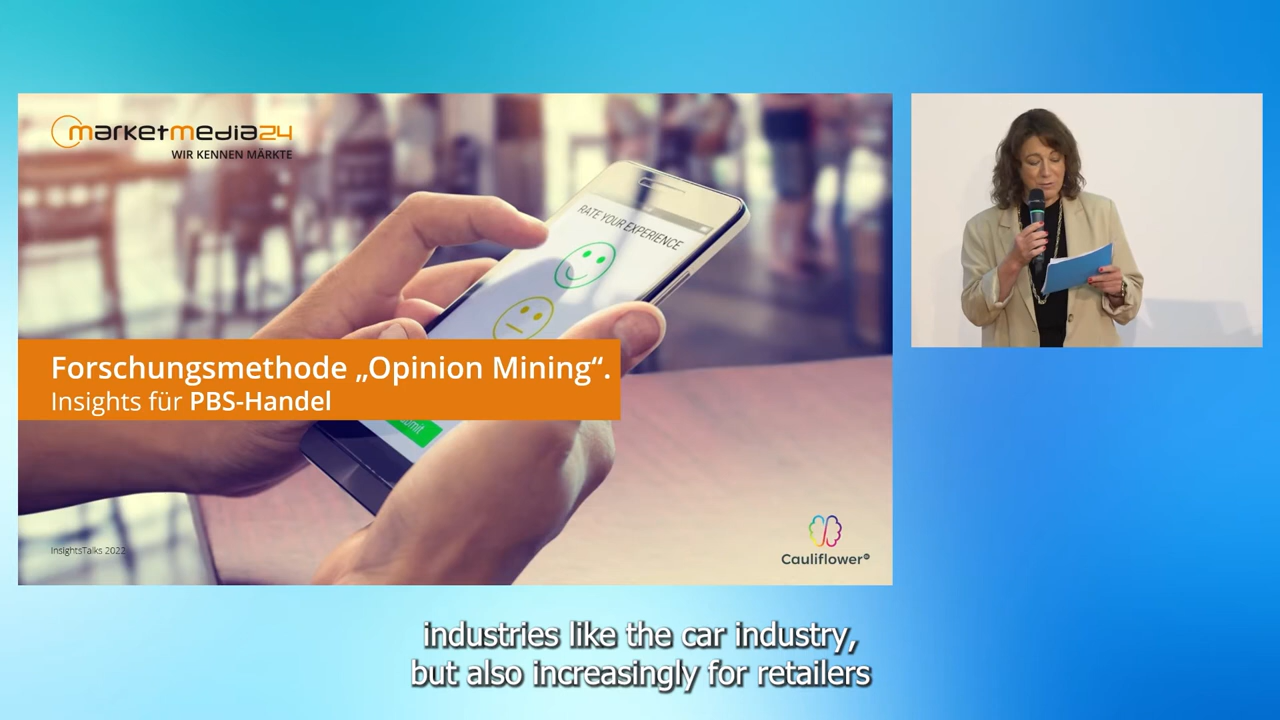 marketmedia24
WIR KENNEN MÄRKTE
RATE YOUR EXPERIENCE
Forschungsmethode „Opinion Mining“.
Insights für PBS-Handel
InsightsTalks 2022
Cauliflower®
industries like the car industry,
but also increasingly for retailers